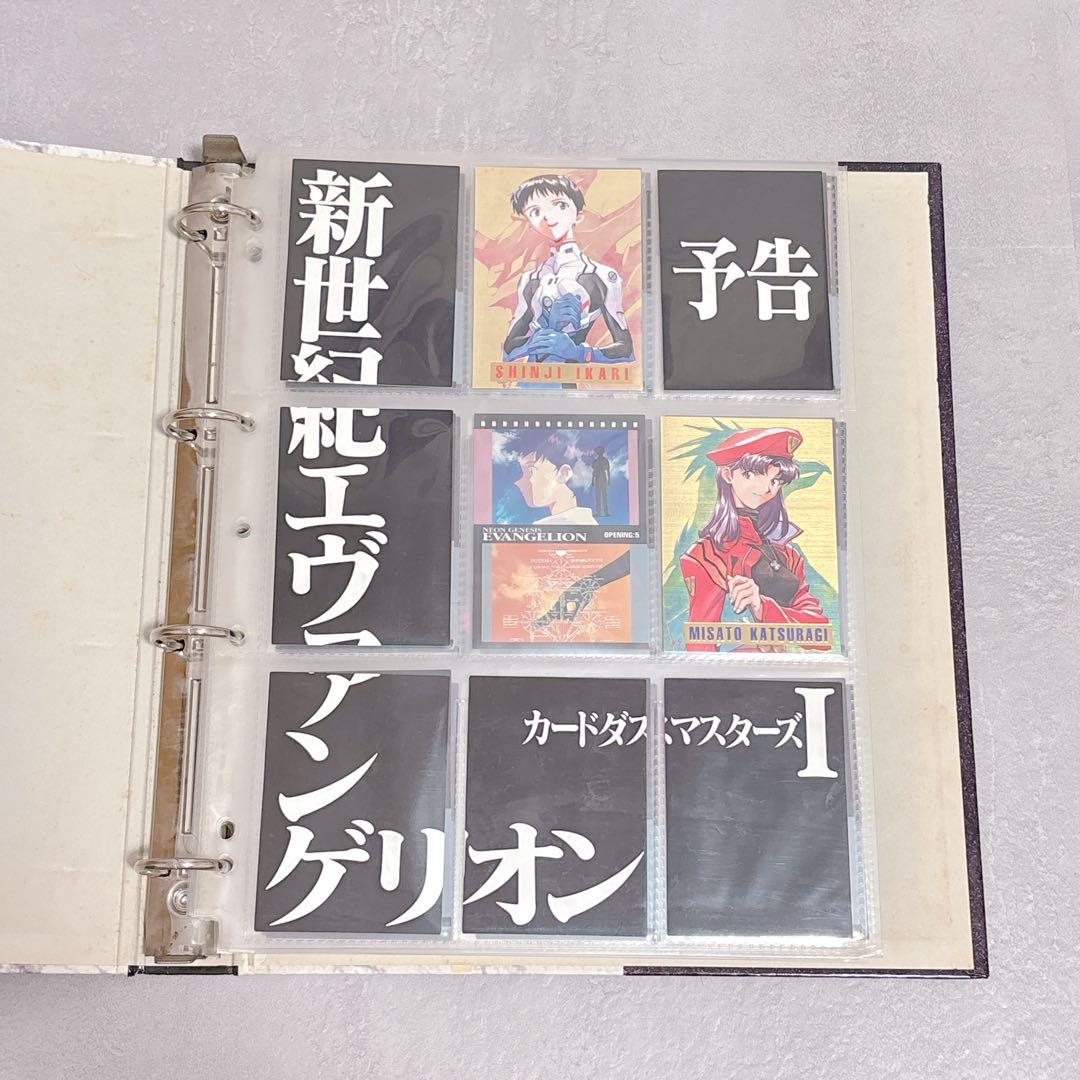 新世紀エヴァンゲリオン
SHINJI IKARI
予告
NEON GENESIS
EVANGELION
OPENING:5
MISATO KATSURAGI
カードダスマスターズ I